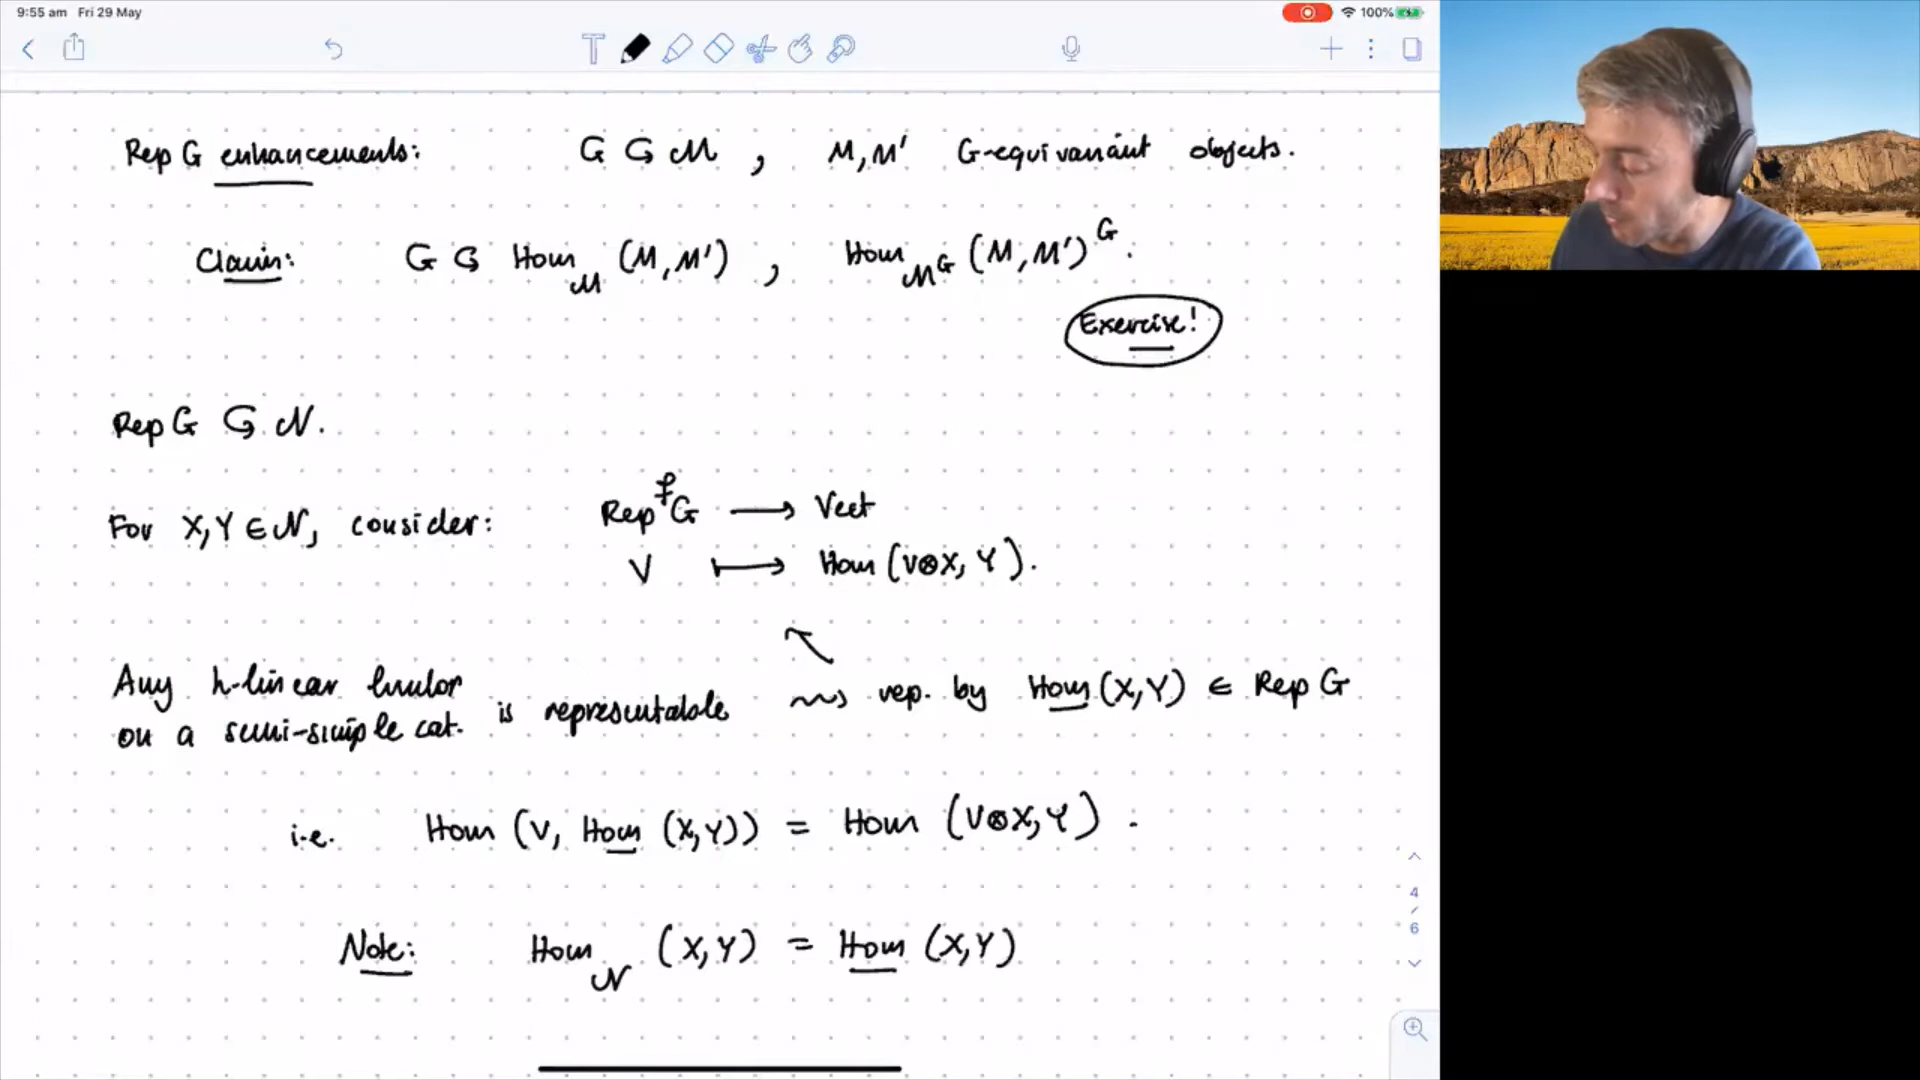 9:55 am Fri 29 May
100%
Rep G enhancements: G ↺ M , M, M' G-equivariant objects.
Claim: G ↺ Hom_M (M, M') , Hom_{M^G} (M, M')^G.
Exercise!
Rep G ↺ N.
For X, Y ∈ N, consider: Rep^f G → Vect
V ↦ Hom (V⊗X, Y).
Any k-linear functor
on a semi-simple cat. is representable ⇝ rep. by Hom (X,Y) ∈ Rep G
i.e. Hom (V, Hom (X,Y)) = Hom (V⊗X, Y) .
Note: Hom_N (X,Y) = Hom (X,Y)
4
/
6